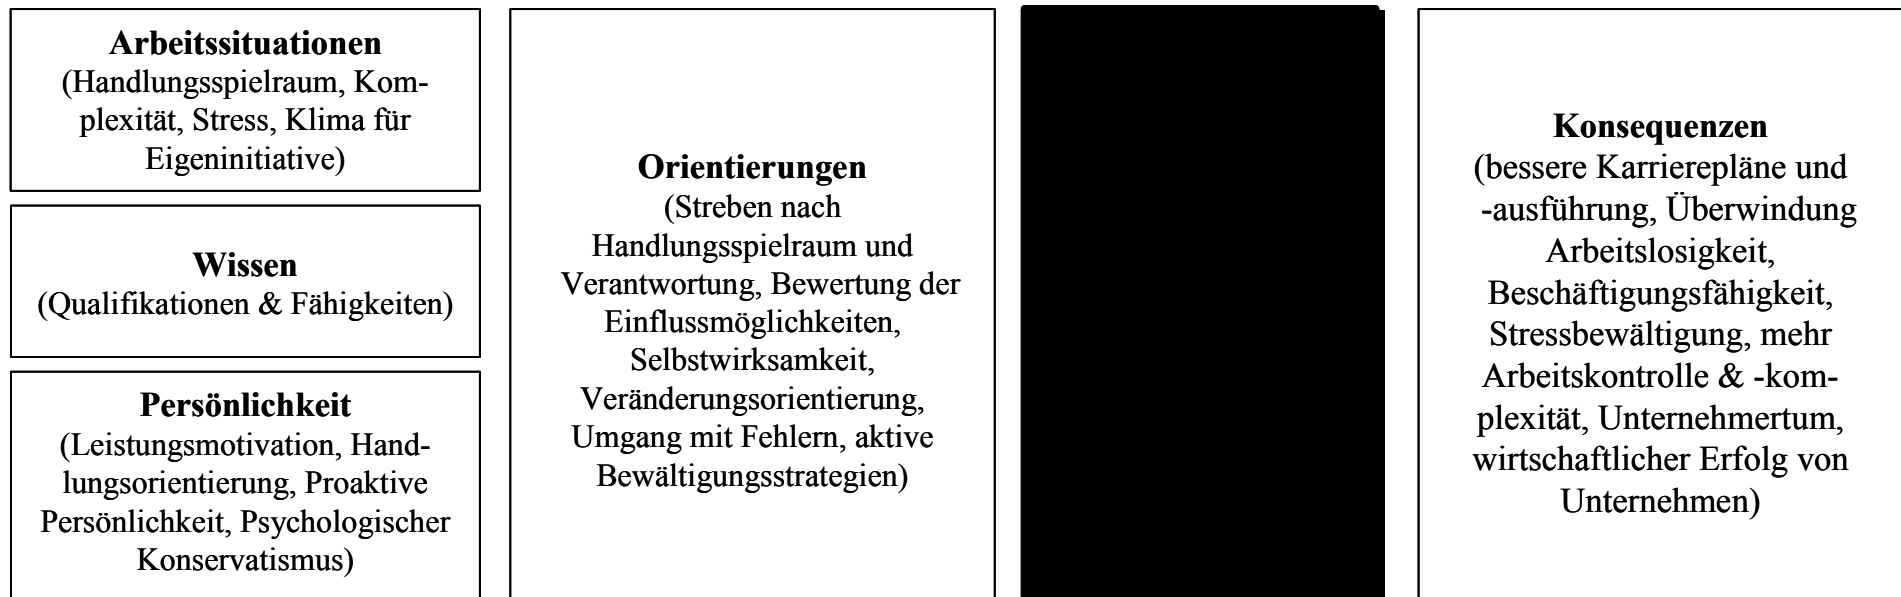 Arbeitssituationen
(Handlungsspielraum, Kom-
plexität, Stress, Klima für
Eigeninitiative)
Wissen
(Qualifikationen & Fähigkeiten)
Persönlichkeit
(Leistungsmotivation, Hand-
lungsorientierung, Proaktive
Persönlichkeit, Psychologischer
Konservatismus)
Orientierungen
(Streben nach
Handlungsspielraum und
Verantwortung, Bewertung der
Einflussmöglichkeiten,
Selbstwirksamkeit,
Veränderungsorientierung,
Umgang mit Fehlern, aktive
Bewältigungsstrategien)
Konsequenzen
(bessere Karrierepläne und
-ausführung, Überwindung
Arbeitslosigkeit,
Beschäftigungsfähigkeit,
Stressbewältigung, mehr
Arbeitskontrolle & -kom-
plexität, Unternehmertum,
wirtschaftlicher Erfolg von
Unternehmen)